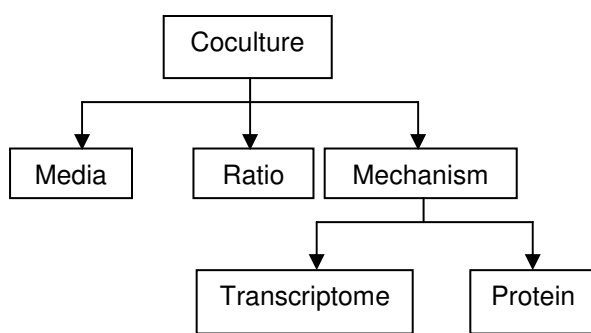 Coculture
Media
Ratio
Mechanism
Transcriptome
Protein